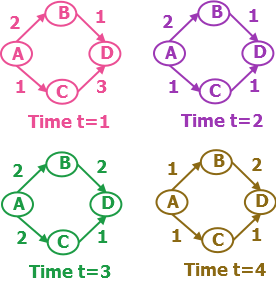 2 B 1
A D
1 C 3
Time t=1
2 B 1
A D
1 C 1
Time t=2
2 B 2
A D
2 C 1
Time t=3
1 B 2
A D
1 C 1
Time t=4